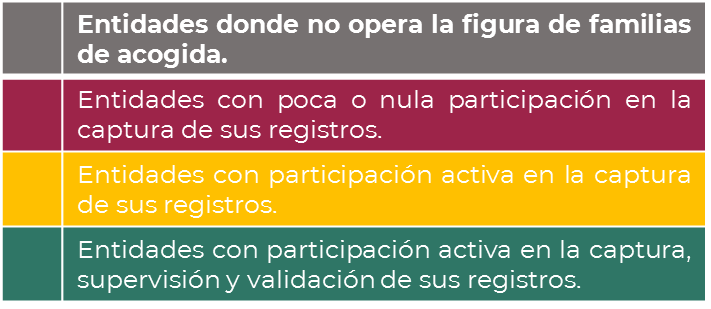 Entidades donde no opera la figura de familias
de acogida.
Entidades con poca o nula participación en la
captura de sus registros.
Entidades con participación activa en la captura
de sus registros.
Entidades con participación activa en la captura,
supervisión y validación de sus registros.